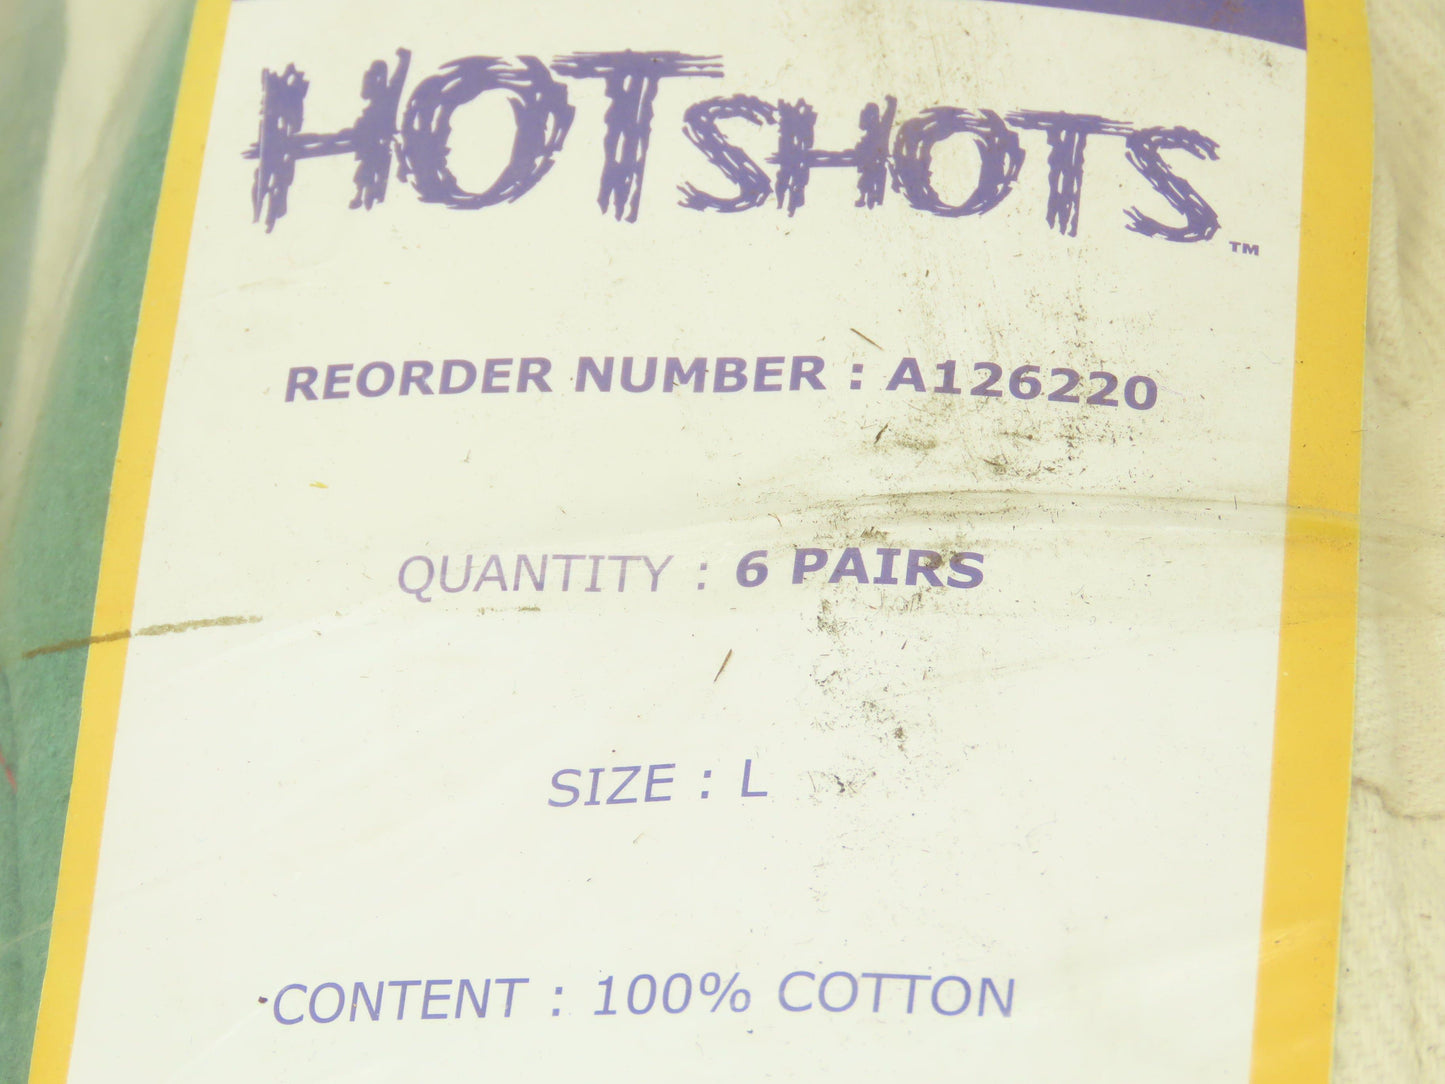 HOTSHOTS™
REORDER NUMBER : A126220
QUANTITY : 6 PAIRS
SIZE : L
CONTENT : 100% COTTON